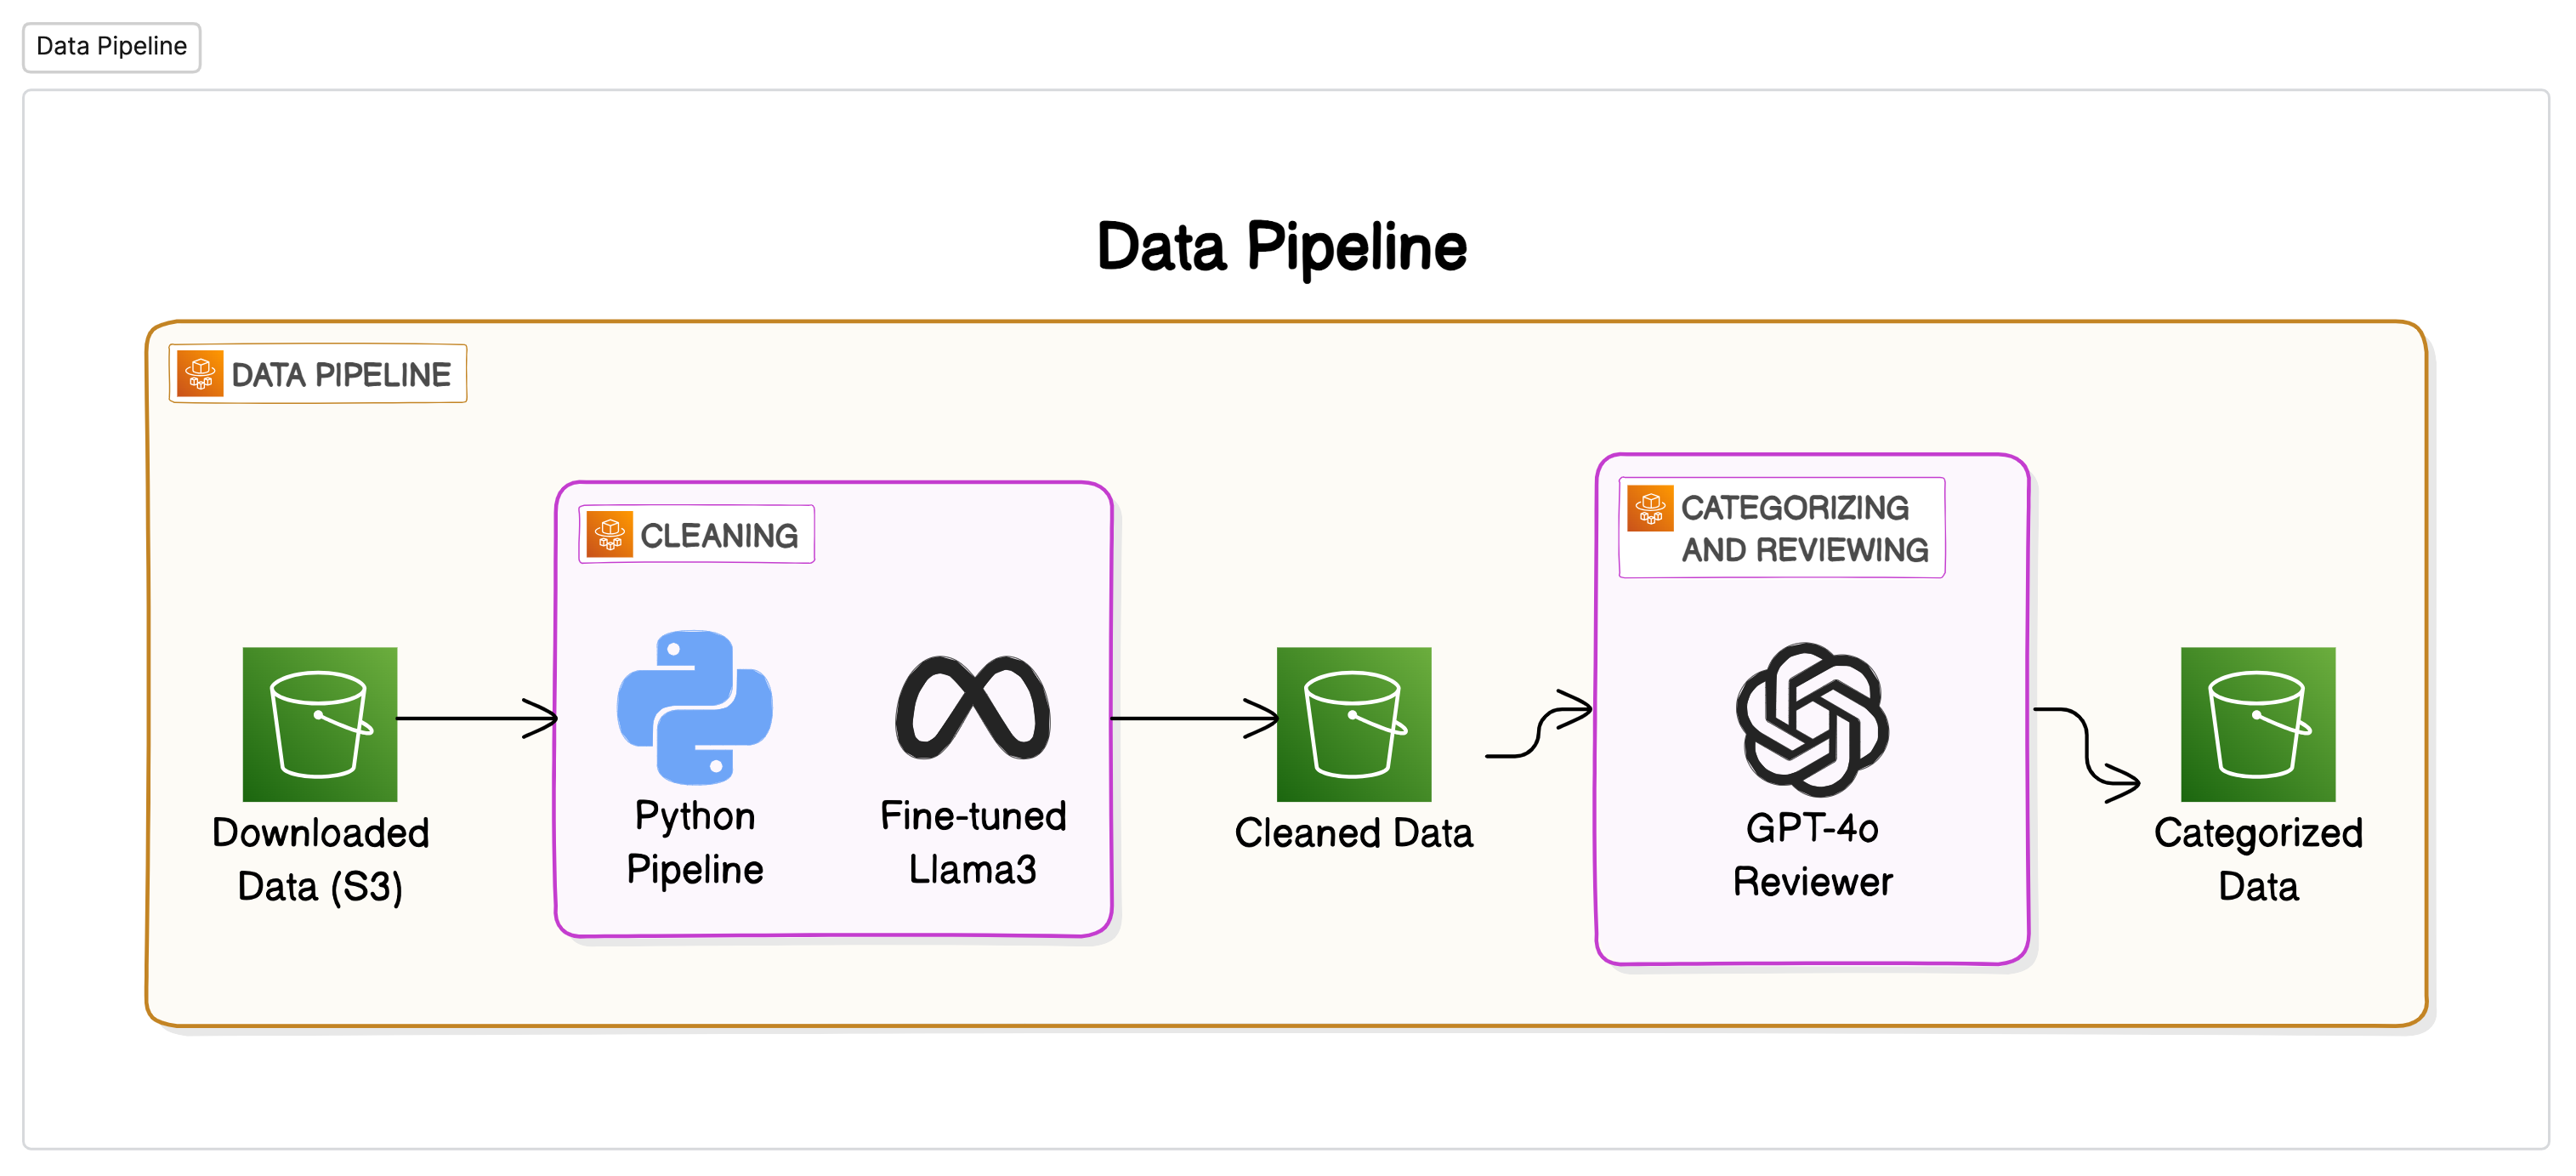 Data Pipeline
Data Pipeline
DATA PIPELINE
CLEANING
CATEGORIZING
AND REVIEWING
Downloaded
Data (S3)
Python
Pipeline
Fine-tuned
Llama3
Cleaned Data
GPT-4o
Reviewer
Categorized
Data